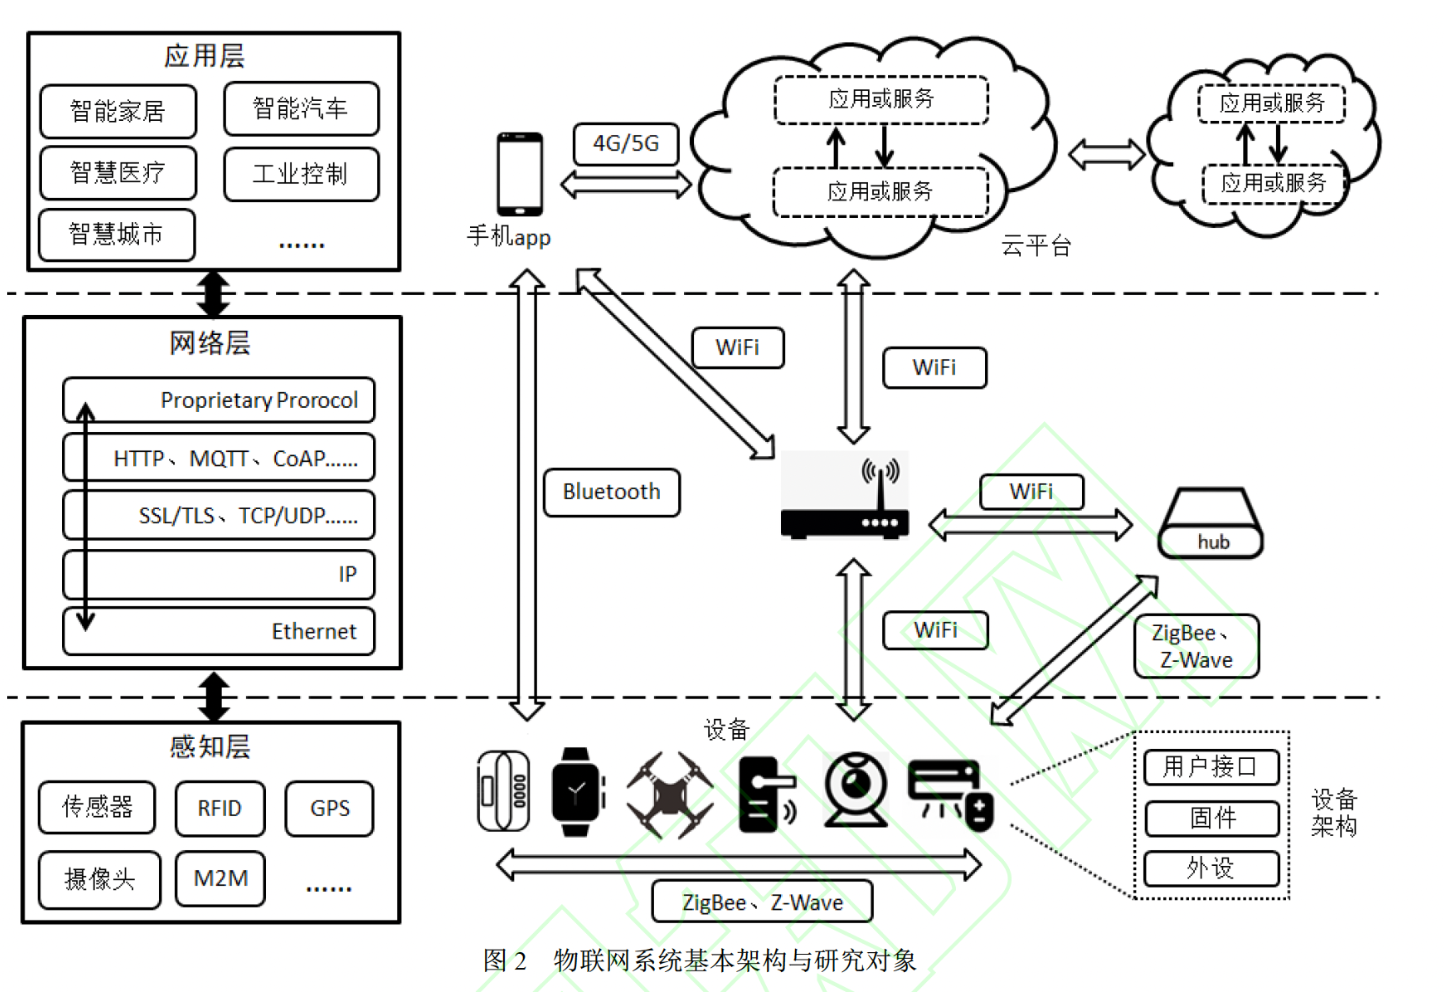 应用层
智能家居
智能汽车
智慧医疗
工业控制
智慧城市
……
网络层
Proprietary Prorocol
HTTP、MQTT、CoAP……
SSL/TLS、TCP/UDP……
IP
Ethernet
感知层
传感器
RFID
GPS
摄像头
M2M
……
手机app
4G/5G
应用或服务
应用或服务
云平台
应用或服务
应用或服务
WiFi
WiFi
Bluetooth
WiFi
hub
WiFi
ZigBee、
Z-Wave
设备
ZigBee、Z-Wave
用户接口
固件
外设
设备
架构
图 2 物联网系统基本架构与研究对象